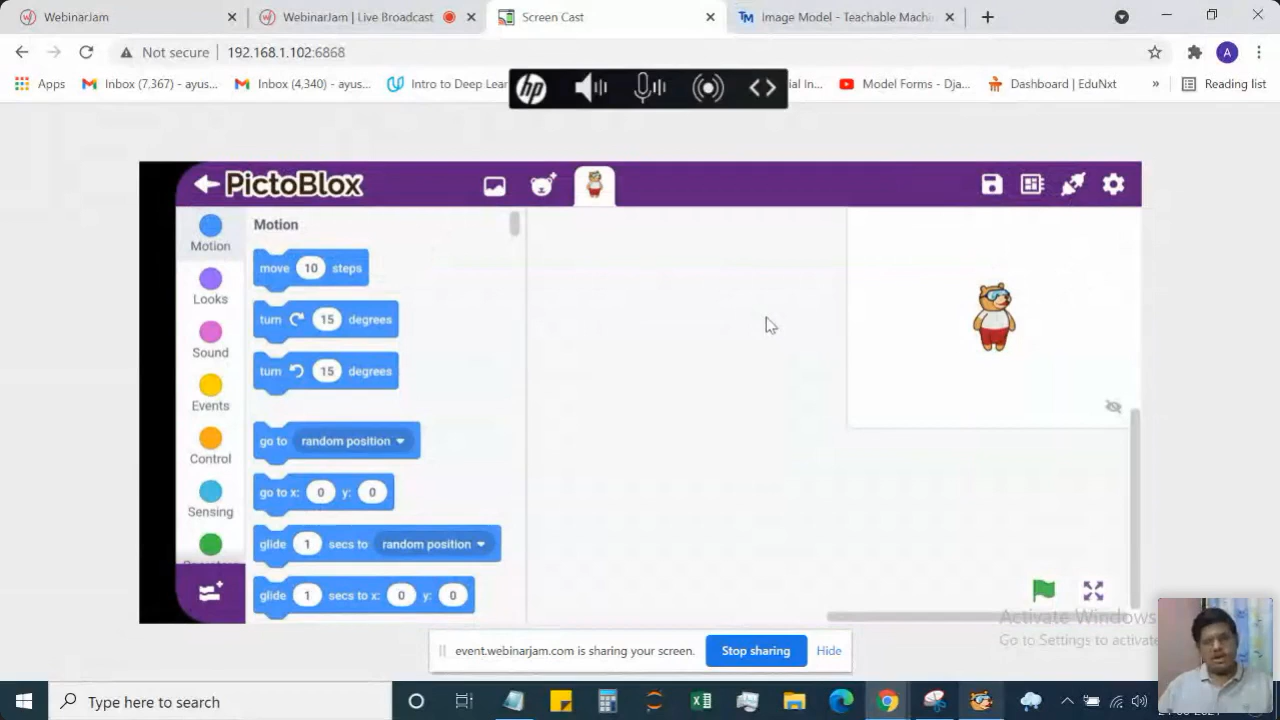 WebinarJam
WebinarJam | Live Broadcast
Screen Cast
Image Model - Teachable Machi
Not secure 192.168.1.102:6868
A
Apps
Inbox (7,367) - ayus...
Inbox (4,340) - ayus...
Intro to Deep Lear
hp
ial In...
Model Forms - Dja...
Dashboard | EduNxt
»
Reading list
PictoBlox
Motion
Looks
Sound
Events
Control
Sensing
Motion
move 10 steps
turn 15 degrees
turn 15 degrees
go to random position
go to x: 0 y: 0
glide 1 secs to random position
glide 1 secs to x: 0 y: 0
Activate Windows
Go to Settings to activate
event.webinarjam.com is sharing your screen.
Stop sharing
Hide
Type here to search